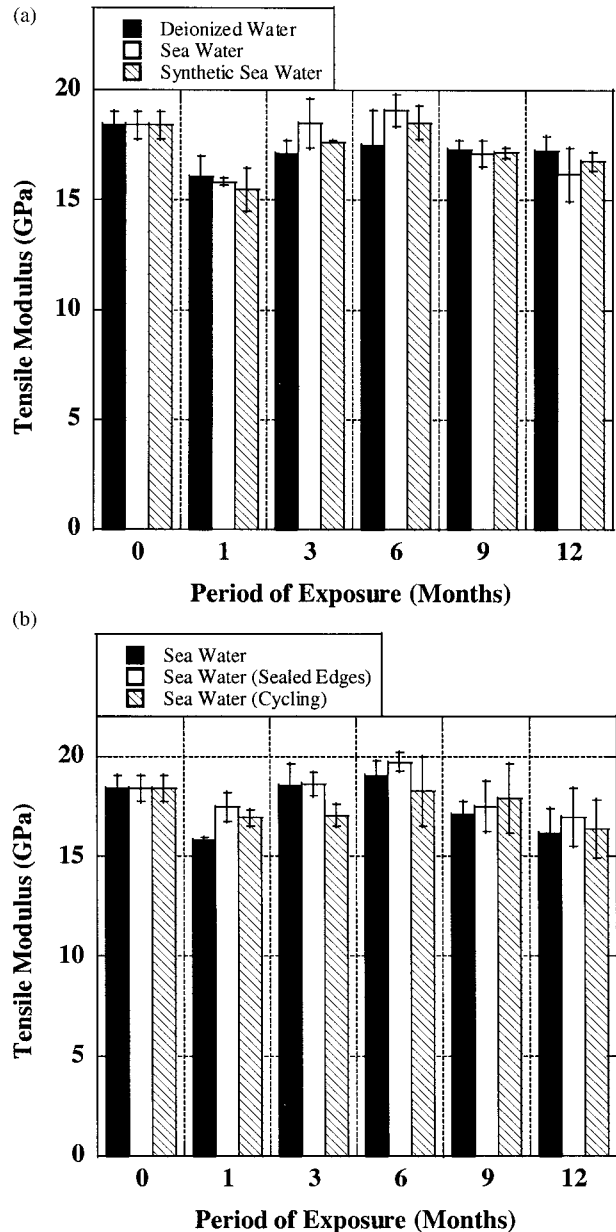 (a)
Deionized Water
Sea Water
Synthetic Sea Water
20
15
10
5
0
Tensile Modulus (GPa)
0 1 3 6 9 12
Period of Exposure (Months)
(b)
Sea Water
Sea Water (Sealed Edges)
Sea Water (Cycling)
20
15
10
5
0
Tensile Modulus (GPa)
0 1 3 6 9 12
Period of Exposure (Months)